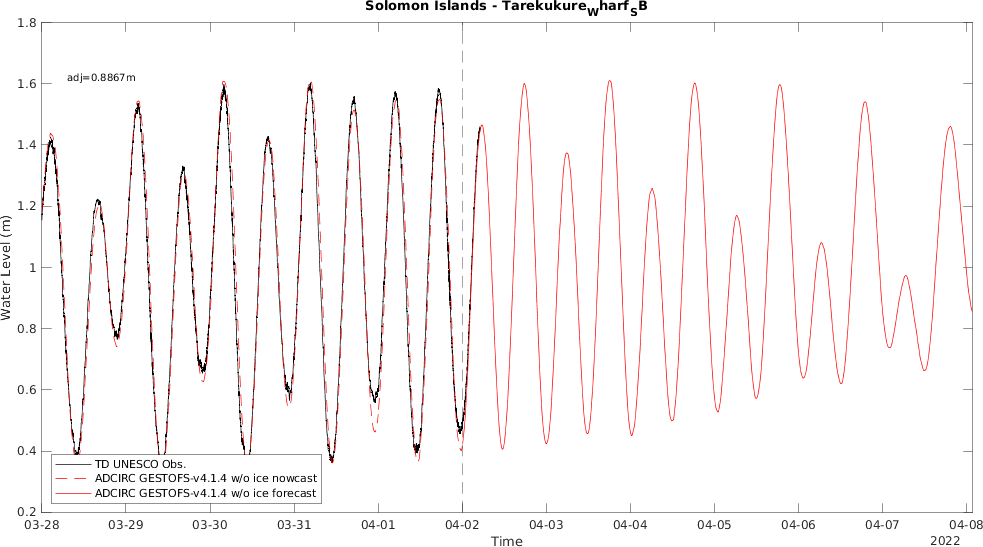 Solomon Islands - Tarekukure_Wharf_SB
adj=0.8867m
1.8
1.6
1.4
1.2
1
0.8
0.6
0.4
0.2
Water Level (m)
TD UNESCO Obs.
ADCIRC GESTOFS-v4.1.4 w/o ice nowcast
ADCIRC GESTOFS-v4.1.4 w/o ice forecast
03-28 03-29 03-30 03-31 04-01 04-02 04-03 04-04 04-05 04-06 04-07 04-08
Time
2022